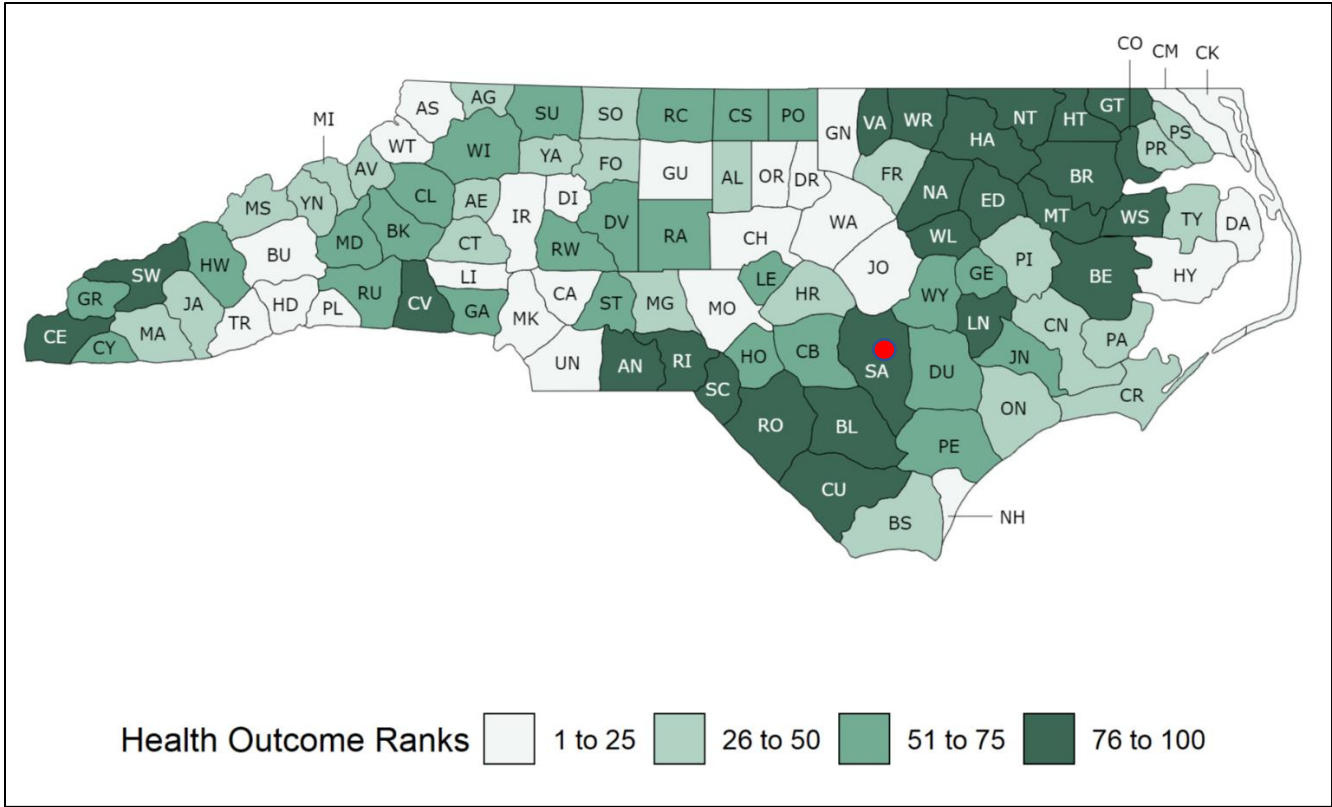 CO CM CK
MI
AS AG SU SO RC CS PO GN VA WR HA NT HT GT
WT WI YA FO GU AL OR DR FR PR PS
AV CL AE IR DI DV RA CH WA NA ED BR
MS YN MD BK CT RW WL MT WS TY DA
SW HW BU LI CA ST MG MO LE HR JO WY GE PI BE HY
GR JA TR HD PL RU CV GA MK HO CB SA LN CN PA
CE CY MA UN AN RI SC DU JN CR
RO BL PE ON
CU BS NH
Health Outcome Ranks 1 to 25 26 to 50 51 to 75 76 to 100